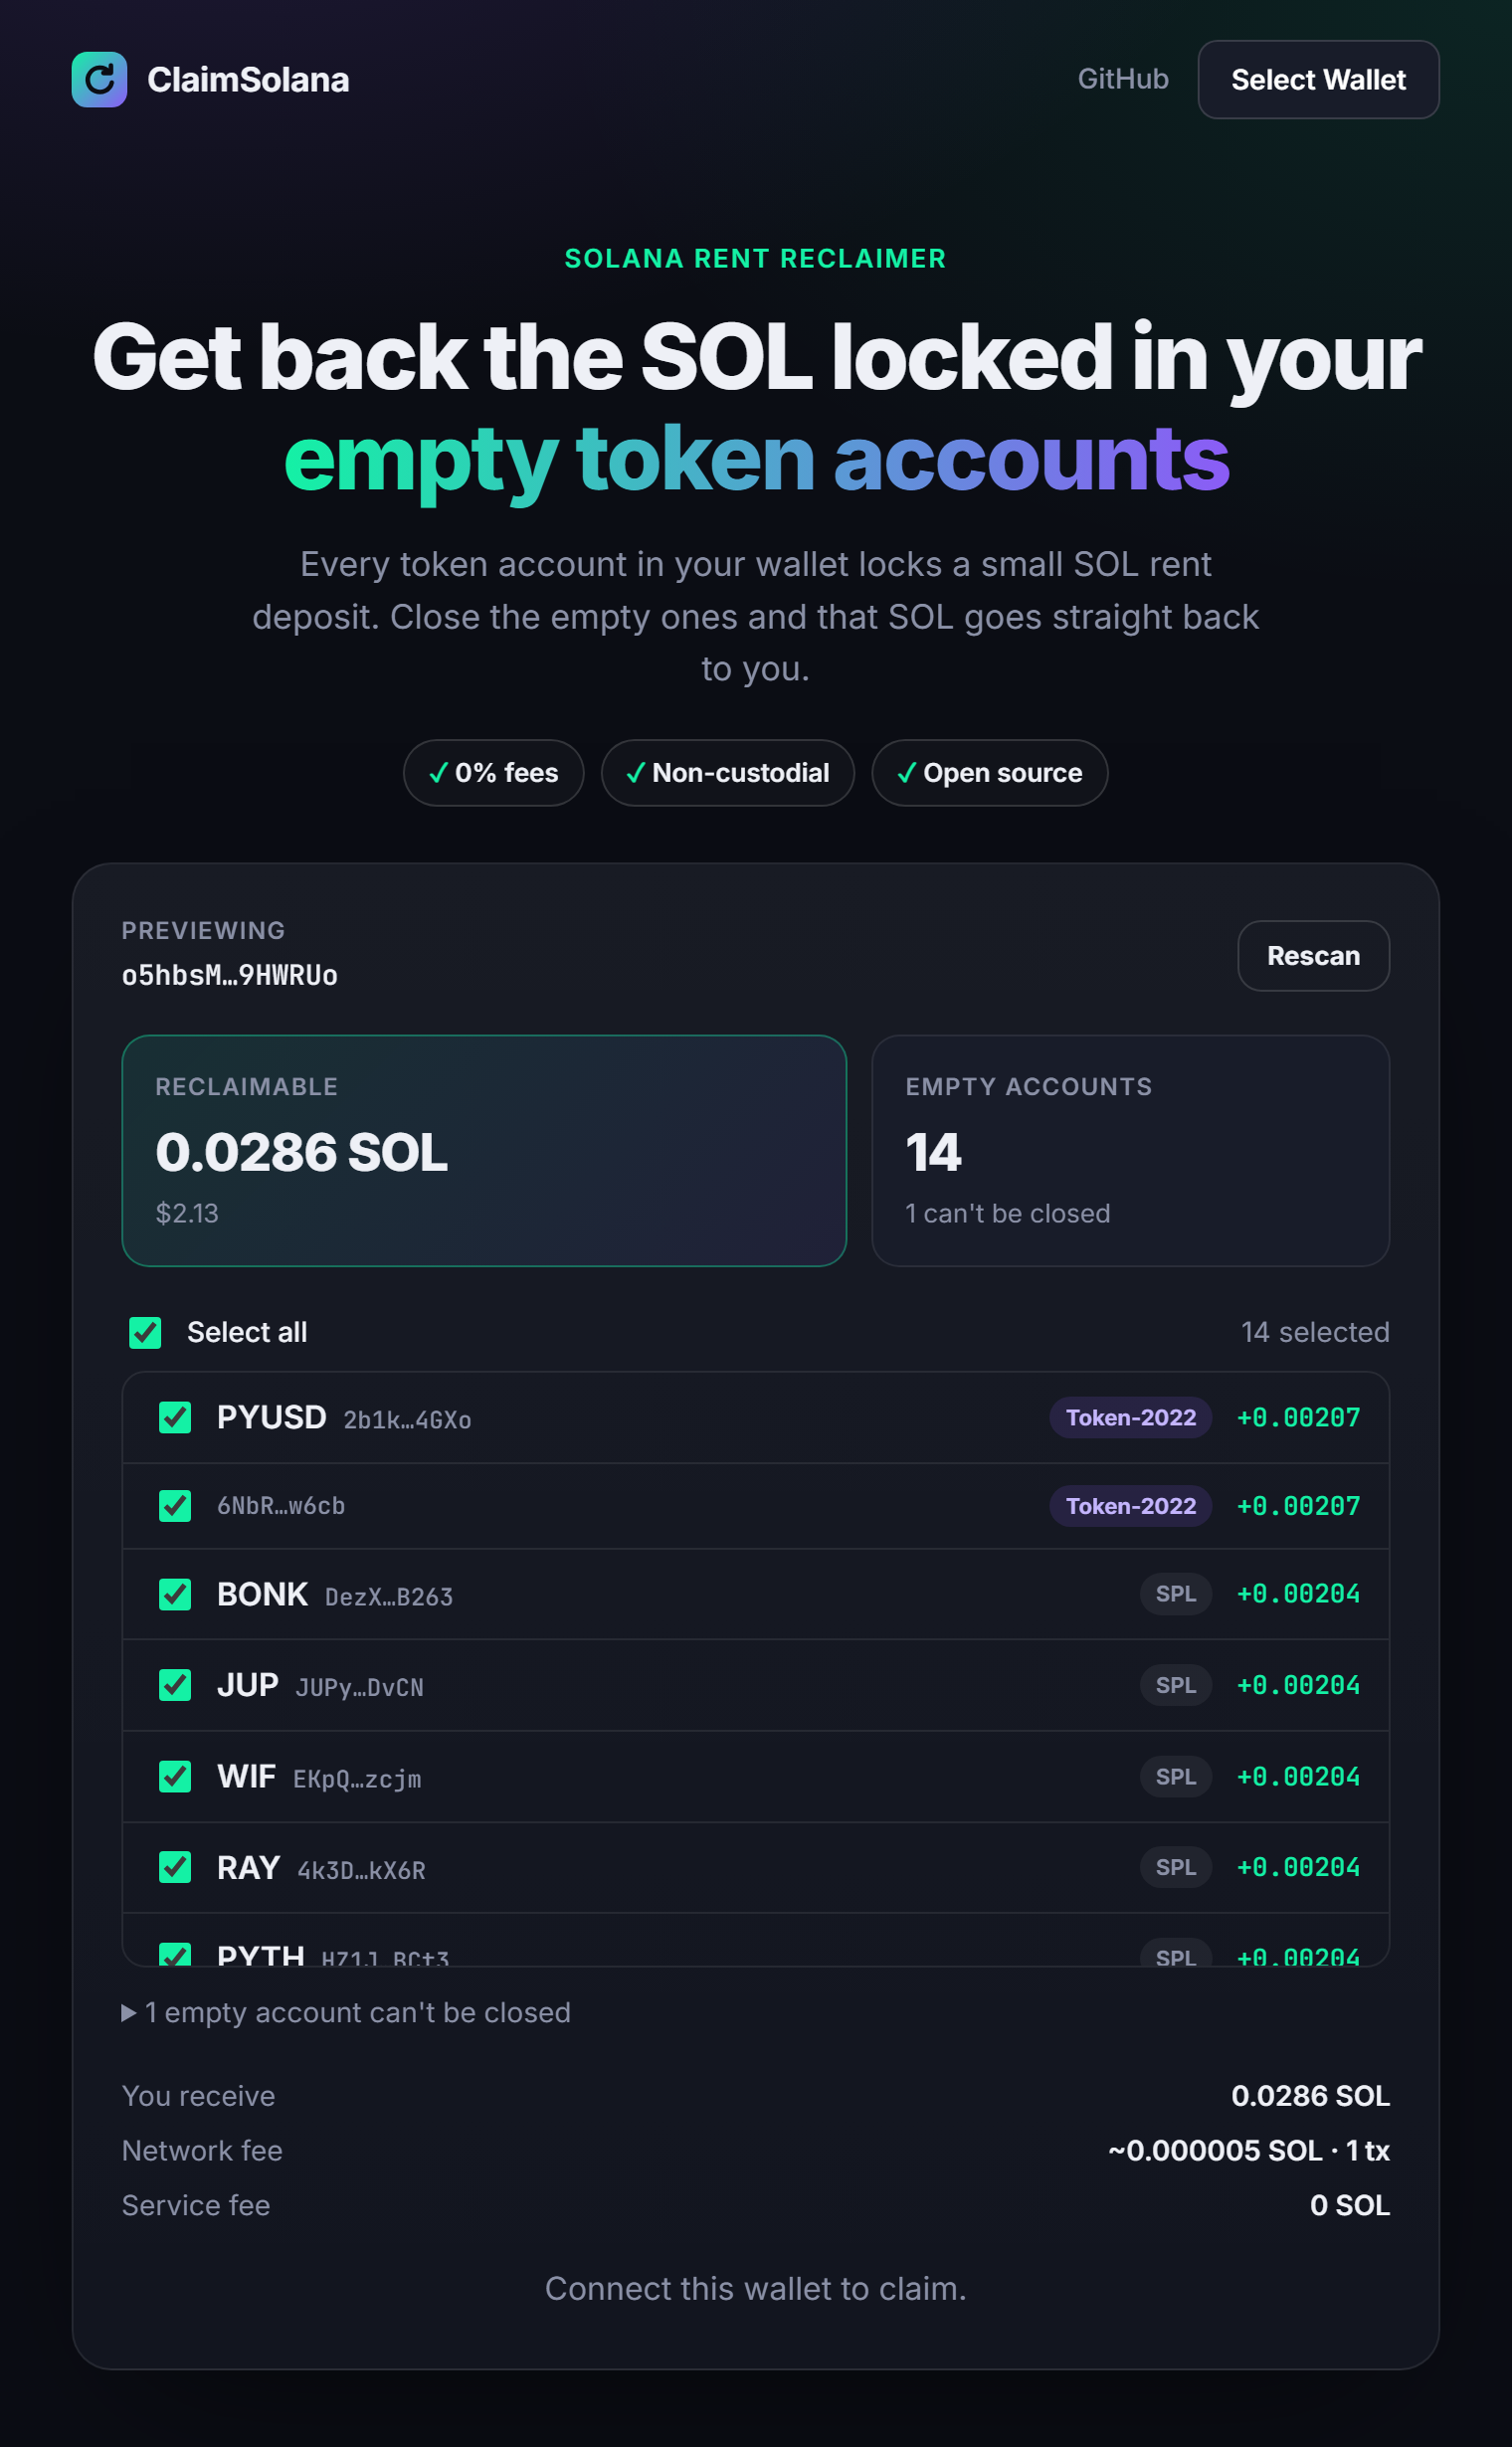 ClaimSolana
GitHub
Select Wallet
SOLANA RENT RECLAIMER
Get back the SOL locked in your
empty token accounts
Every token account in your wallet locks a small SOL rent
deposit. Close the empty ones and that SOL goes straight back
to you.
✓ 0% fees
✓ Non-custodial
✓ Open source
PREVIEWING
o5hbsM…9HWRUo
Rescan
RECLAIMABLE
0.0286 SOL
$2.13
EMPTY ACCOUNTS
14
1 can't be closed
Select all
14 selected
PYUSD 2b1k…4GXo Token-2022 +0.00207
6NbR…w6cb Token-2022 +0.00207
BONK DezX…B263 SPL +0.00204
JUP JUPy…DvCN SPL +0.00204
WIF EKpQ…zcjm SPL +0.00204
RAY 4k3D…kX6R SPL +0.00204
PYTH HZ1J…BCt3 SPL +0.00204
▶ 1 empty account can't be closed
You receive 0.0286 SOL
Network fee ~0.000005 SOL · 1 tx
Service fee 0 SOL
Connect this wallet to claim.